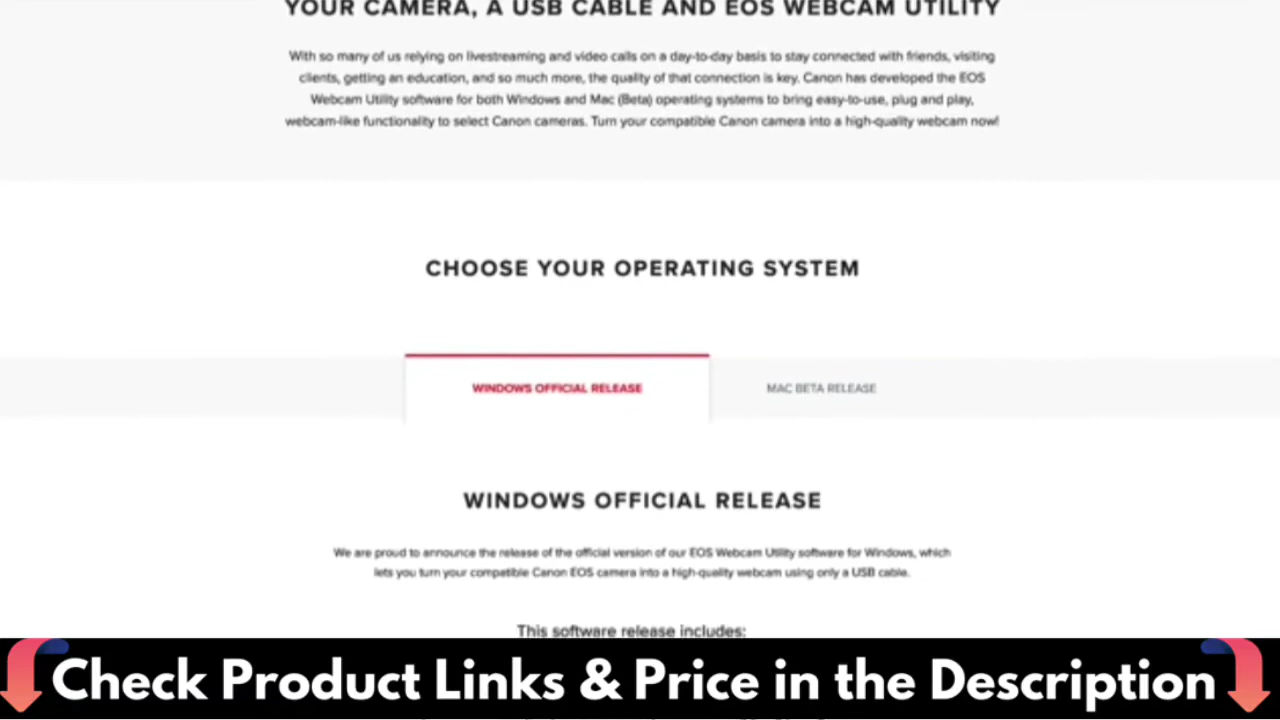 YOUR CAMERA, A USB CABLE AND EOS WEBCAM UTILITY
With so many of us relying on livestreaming and video calls on a day-to-day basis to stay connected with friends, visiting
clients, getting an education, and so much more, the quality of that connection is key. Canon has developed the EOS
Webcam Utility software for both Windows and Mac (Beta) operating systems to bring easy-to-use, plug and play,
webcam-like functionality to select Canon cameras. Turn your compatible Canon camera into a high-quality webcam now!
CHOOSE YOUR OPERATING SYSTEM
WINDOWS OFFICIAL RELEASE
MAC BETA RELEASE
WINDOWS OFFICIAL RELEASE
We are proud to announce the release of the official version of our EOS Webcam Utility software for Windows, which
lets you turn your compatible Canon EOS camera into a high-quality webcam using only a USB cable.
This software release includes:
Check Product Links & Price in the Description